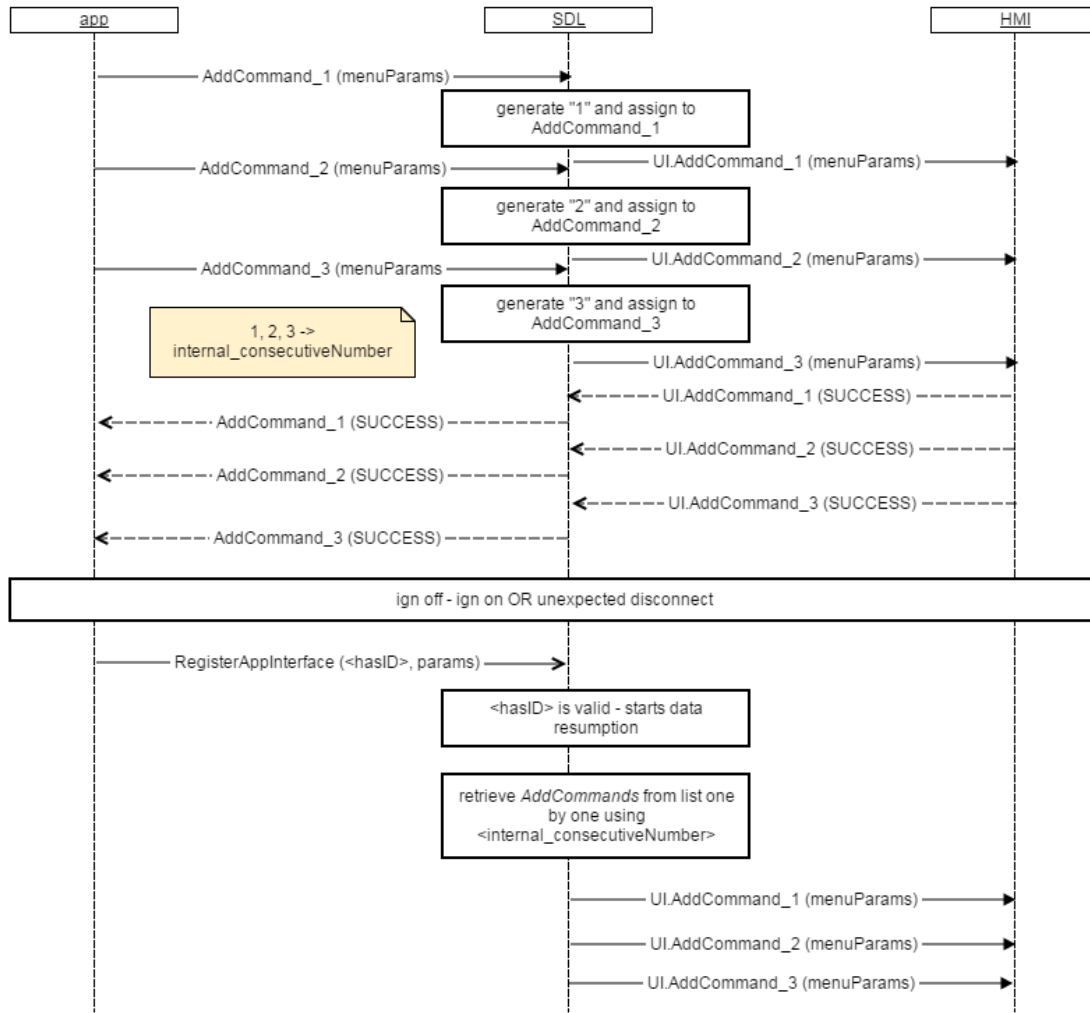 app
SDL
HMI
AddCommand_1 (menuParams)
generate "1" and assign to
AddCommand_1
AddCommand_2 (menuParams)
UI.AddCommand_1 (menuParams)
generate "2" and assign to
AddCommand_2
AddCommand_3 (menuParams
UI.AddCommand_2 (menuParams)
generate "3" and assign to
AddCommand_3
1, 2, 3 ->
internal_consecutiveNumber
UI.AddCommand_3 (menuParams)
UI.AddCommand_1 (SUCCESS)
AddCommand_1 (SUCCESS)
UI.AddCommand_2 (SUCCESS)
AddCommand_2 (SUCCESS)
UI.AddCommand_3 (SUCCESS)
AddCommand_3 (SUCCESS)
ign off - ign on OR unexpected disconnect
RegisterAppInterface (<hasID>, params)
<hasID> is valid - starts data
resumption
retrieve AddCommands from list one
by one using
<internal_consecutiveNumber>
UI.AddCommand_1 (menuParams)
UI.AddCommand_2 (menuParams)
UI.AddCommand_3 (menuParams)